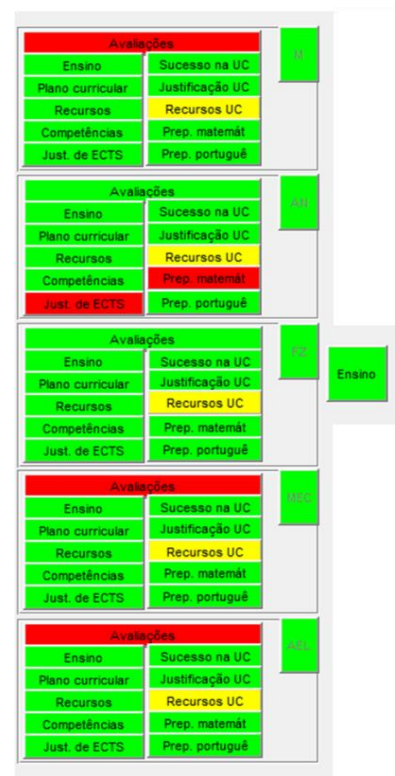 Avaliações
M
Ensino Sucesso na UC
Plano curricular Justificação UC
Recursos Recursos UC
Competências Prep. matemát
Just. de ECTS Prep. portuguê
Avaliações
AN
Ensino Sucesso na UC
Plano curricular Justificação UC
Recursos Recursos UC
Competências Prep. matemát
Just. de ECTS Prep. portuguê
Avaliações
FZ
Ensino Sucesso na UC
Plano curricular Justificação UC
Recursos Recursos UC
Competências Prep. matemát
Just. de ECTS Prep. portuguê
Ensino
Avaliações
MEC
Ensino Sucesso na UC
Plano curricular Justificação UC
Recursos Recursos UC
Competências Prep. matemát
Just. de ECTS Prep. portuguê
Avaliações
AEL
Ensino Sucesso na UC
Plano curricular Justificação UC
Recursos Recursos UC
Competências Prep. matemát
Just. de ECTS Prep. portuguê